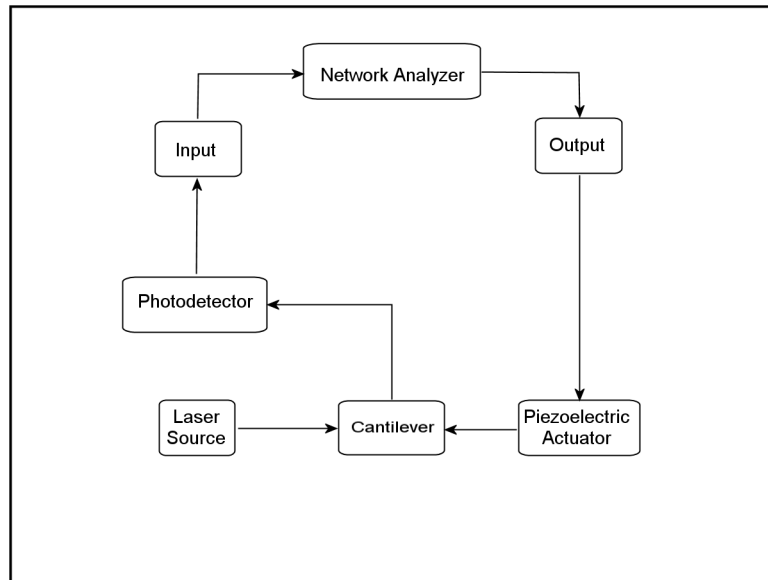 Network Analyzer
Input
Output
Photodetector
Laser
Source
Cantilever
Piezoelectric
Actuator